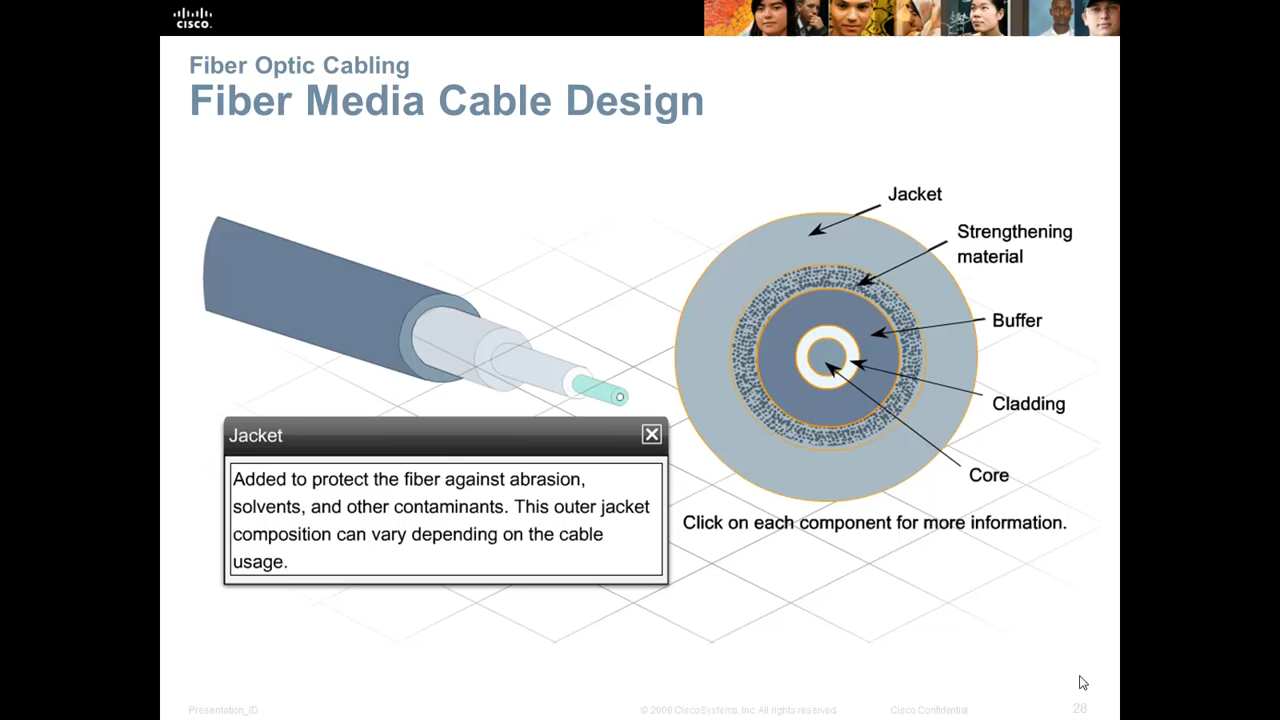 CISCO.
Fiber Optic Cabling
Fiber Media Cable Design
Jacket
Strengthening
material
Buffer
Cladding
Core
Click on each component for more information.
Jacket
Added to protect the fiber against abrasion,
solvents, and other contaminants. This outer jacket
composition can vary depending on the cable
usage.
Presentation_ID
© 2008 Cisco Systems, Inc. All rights reserved.
Cisco Confidential
28